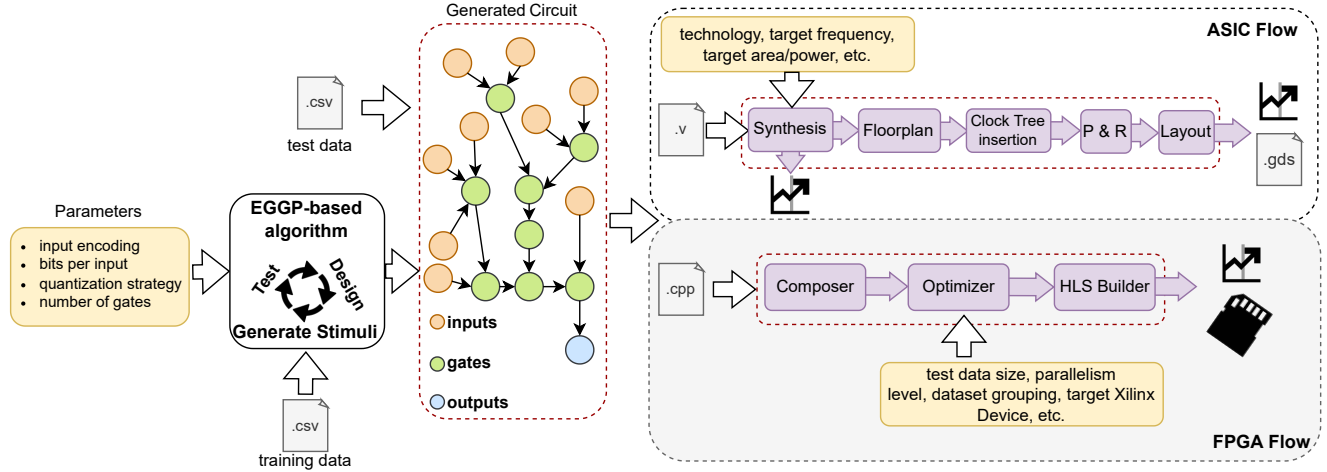 Generated Circuit
ASIC Flow
technology, target frequency,
target area/power, etc.
.csv
test data
.v
Synthesis
Floorplan
Clock Tree
insertion
P & R
Layout
.gds
Parameters
• input encoding
• bits per input
• quantization strategy
• number of gates
EGGP-based
algorithm
Test
Design
Generate Stimuli
.csv
training data
inputs
gates
outputs
.cpp
Composer
Optimizer
HLS Builder
test data size, parallelism
level, dataset grouping, target Xilinx
Device, etc.
FPGA Flow